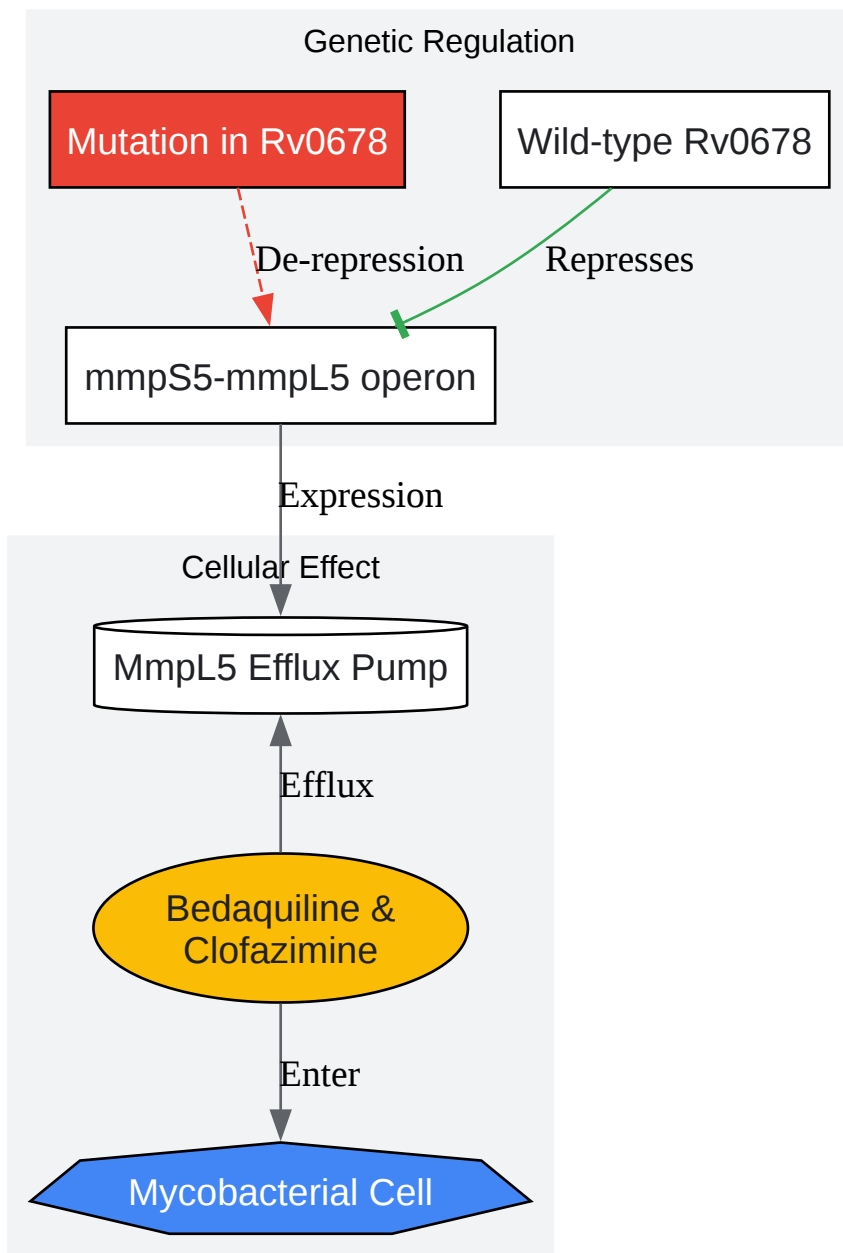 Genetic Regulation
Mutation in Rv0678
Wild-type Rv0678
De-repression
Represses
mmpS5-mmpL5 operon
Expression
Cellular Effect
MmpL5 Efflux Pump
Efflux
Bedaquiline &
Clofazimine
Enter
Mycobacterial Cell